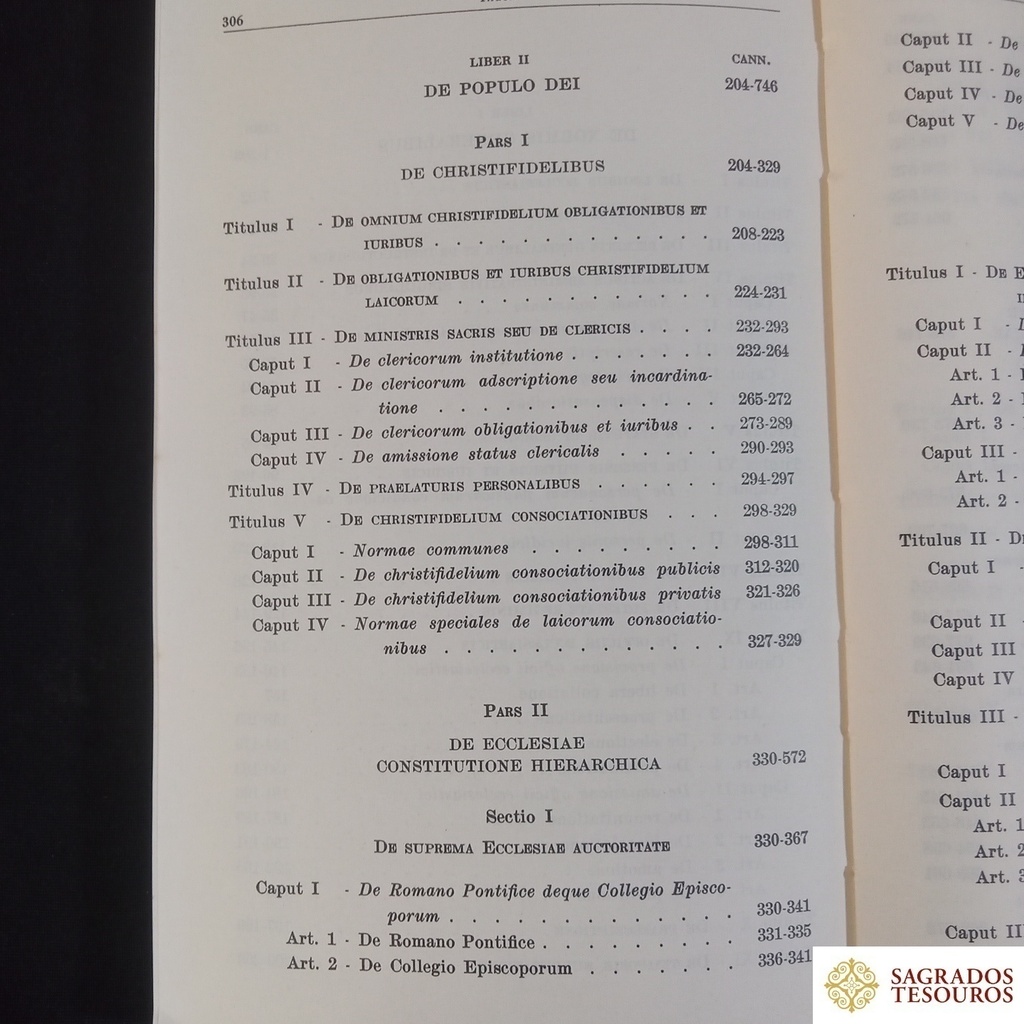 306
LIBER II CANN.
DE POPULO DEI 204-746
PARS I
DE CHRISTIFIDELIBUS 204-329
Titulus I - DE OMNIUM CHRISTIFIDELIUM OBLIGATIONIBUS ET
IURIBUS . . . . . . . . . . . . . 208-223
Titulus II - DE OBLIGATIONIBUS ET IURIBUS CHRISTIFIDELIUM
LAICORUM . . . . . . . . . . . . 224-231
Titulus III - DE MINISTRIS SACRIS SEU DE CLERICIS . . . . 232-293
Caput I - De clericorum institutione . . . . . . . 232-264
Caput II - De clericorum adscriptione seu incardina-
tione . . . . . . . . . . . . . 265-272
Caput III - De clericorum obligationibus et iuribus . . 273-289
Caput IV - De amissione status clericalis . . . . . 290-293
Titulus IV - DE PRAELATURIS PERSONALIBUS . . . . . . 294-297
Titulus V - DE CHRISTIFIDELIUM CONSOCIATIONIBUS . . . 298-329
Caput I - Normae communes . . . . . . . . . 298-311
Caput II - De christifidelium consociationibus publicis 312-320
Caput III - De christifidelium consociationibus privatis 321-326
Caput IV - Normae speciales de laicorum consociatio-
nibus . . . . . . . . . . . . . 327-329
PARS II
DE ECCLESIAE
CONSTITUTIONE HIERARCHICA 330-572
Sectio I
DE SUPREMA ECCLESIAE AUCTORITATE 330-367
Caput I - De Romano Pontifice deque Collegio Episco-
porum . . . . . . . . . . . . . 330-341
Art. 1 - De Romano Pontifice . . . . . . . . . 331-335
Art. 2 - De Collegio Episcoporum . . . . . . . 336-341
Caput II - De
Caput III - De
Caput IV - De
Caput V - De
Titulus I - DE
Caput I -
Caput II -
Art. 1 -
Art. 2 -
Art. 3 -
Caput III -
Art. 1 -
Art. 2 -
Titulus II -
Caput I -
Caput II
Caput III
Caput IV
Titulus III -
Caput I
Caput II
Art. 1
Art. 2
Art. 3
Caput
SAGRADOS
TESOUROS